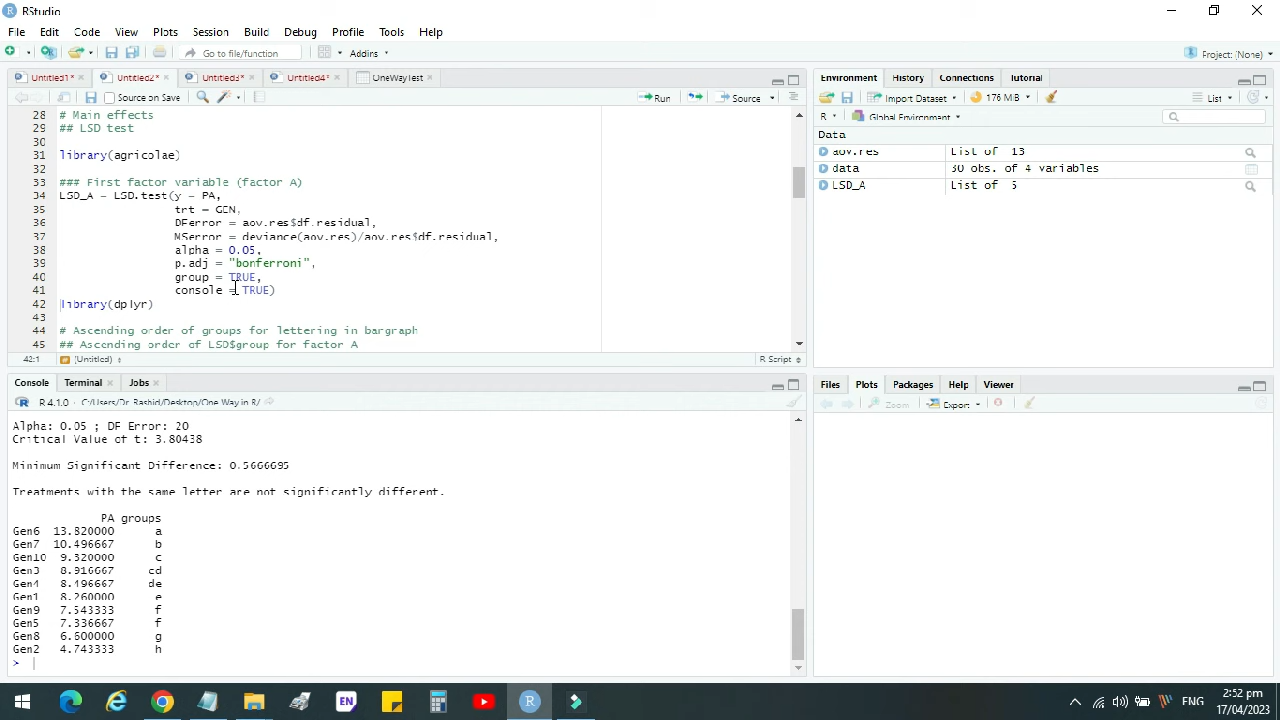 RStudio
File Edit Code View Plots Session Build Debug Profile Tools Help
Go to file/function Addins Project: (None)
Untitled1* Untitled2* Untitled3* Untitled4* OneWayTest
Source on Save Run Source
28 # Main effects
29 ## LSD test
30
31 library(agricolae)
32
33 ### First factor variable (factor A)
34 LSD_A = LSD.test(y = PA,
35 trt = GEN,
36 DFerror = aov.res$df.residual,
37 MSerror = deviance(aov.res)/aov.res$df.residual,
38 alpha = 0.05,
39 p.adj = "bonferroni",
40 group = TRUE,
41 console = TRUE)
42 library(dplyr)
43
44 # Ascending order of groups for lettering in bargraph
45 ## Ascending order of LSD$group for factor A
42:1 (Untitled) R Script
Console Terminal Jobs
R 4.1.0 · C:/Users/Dr. Rashid/Desktop/One Way in R/
Alpha: 0.05 ; DF Error: 20
Critical Value of t: 3.80438
Minimum Significant Difference: 0.5666695
Treatments with the same letter are not significantly different.
PA groups
Gen6 13.820000 a
Gen7 10.496667 b
Gen10 9.320000 c
Gen3 8.916667 cd
Gen4 8.496667 de
Gen1 8.260000 e
Gen9 7.543333 f
Gen5 7.336667 f
Gen8 6.600000 g
Gen2 4.743333 h
>
Environment History Connections Tutorial
Import Dataset 176 MiB List
R Global Environment
Data
aov.res List of 13
data 30 obs. of 4 variables
LSD_A List of 5
Files Plots Packages Help Viewer
Zoom Export
EN R ENG
2:52 pm
17/04/2023